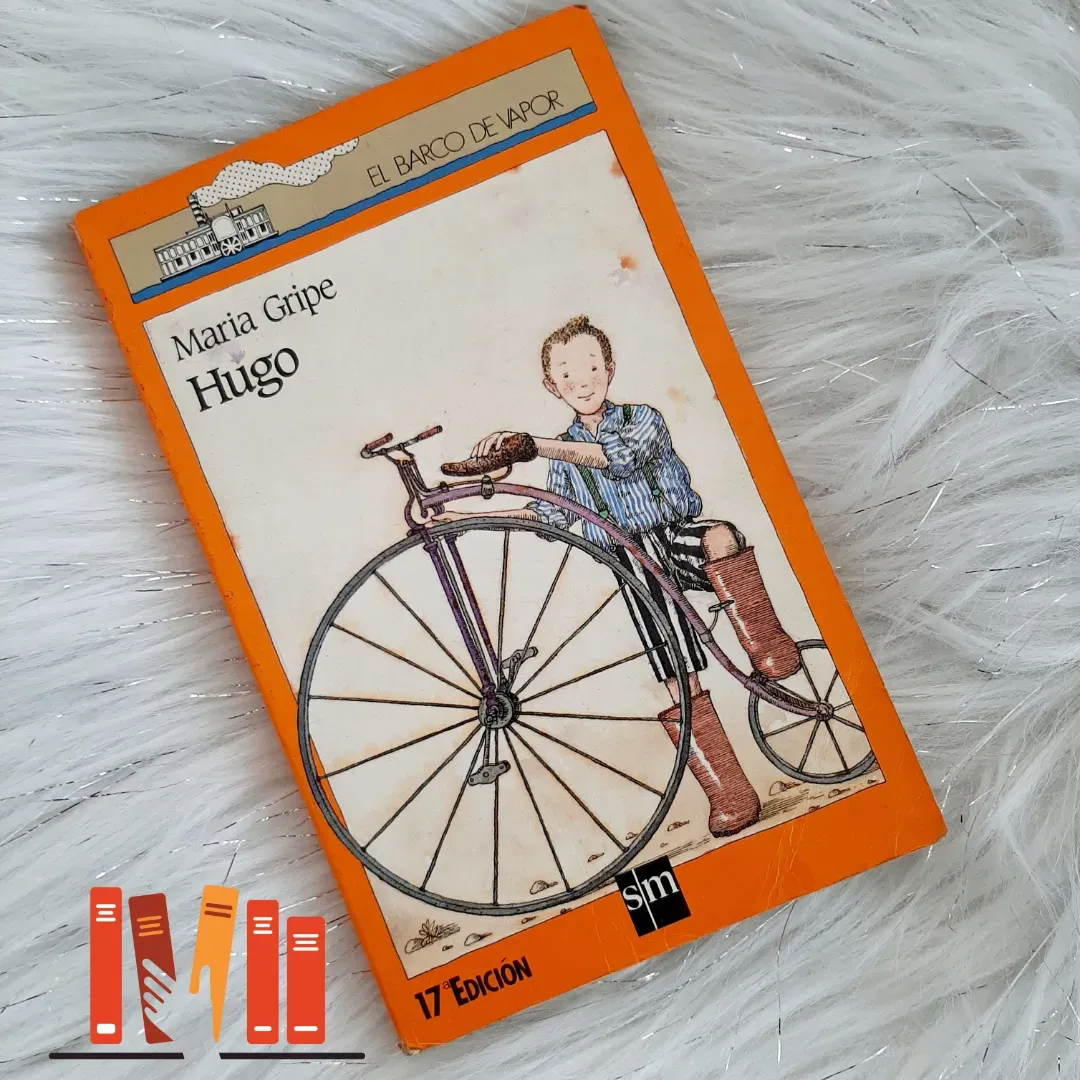 EL BARCO DE VAPOR
Maria Gripe
Hugo
sm
17ª EDICIÓN